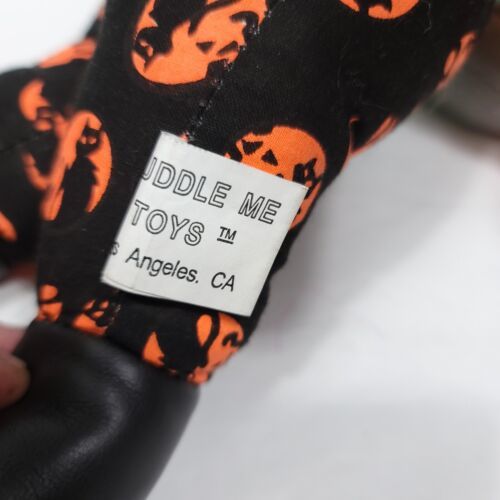 UDDLE ME
TOYS ™
s Angeles. CA